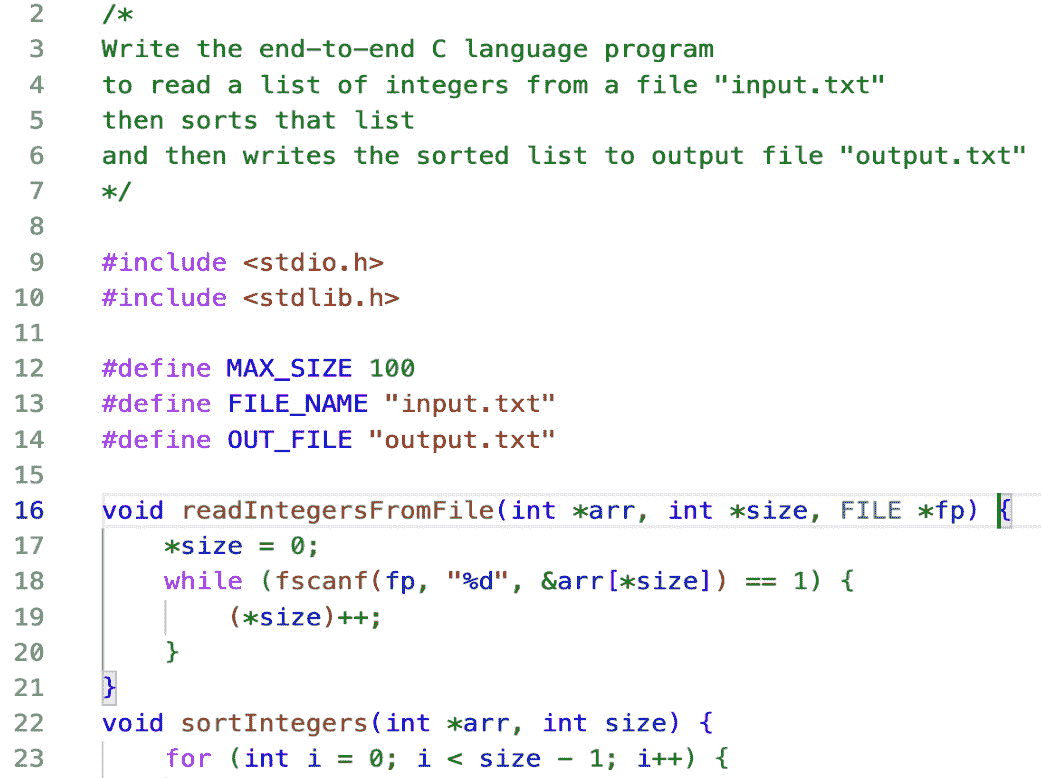 2 /*
3 Write the end-to-end C language program
4 to read a list of integers from a file "input.txt"
5 then sorts that list
6 and then writes the sorted list to output file "output.txt"
7 */
8
9 #include <stdio.h>
10 #include <stdlib.h>
11
12 #define MAX_SIZE 100
13 #define FILE_NAME "input.txt"
14 #define OUT_FILE "output.txt"
15
16 void readIntegersFromFile(int *arr, int *size, FILE *fp) {
17     *size = 0;
18     while (fscanf(fp, "%d", &arr[*size]) == 1) {
19         (*size)++;
20     }
21 }
22 void sortIntegers(int *arr, int size) {
23     for (int i = 0; i < size - 1; i++) {